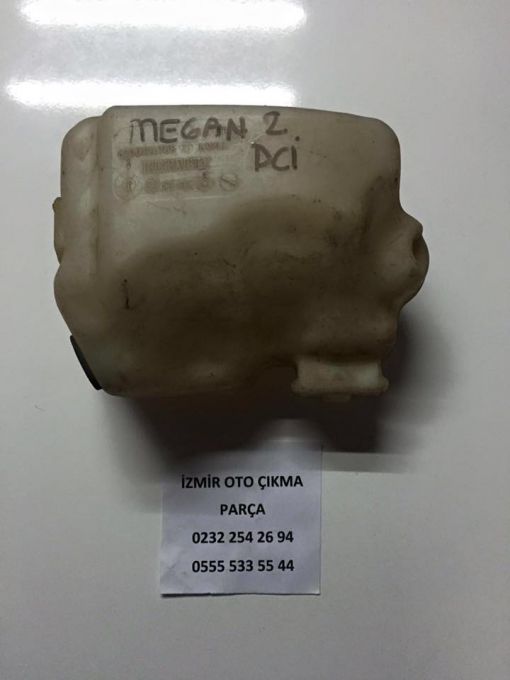 MEGAN 2.
DCİ
İZMİR OTO ÇIKMA
PARÇA
0232 254 26 94
0555 533 55 44